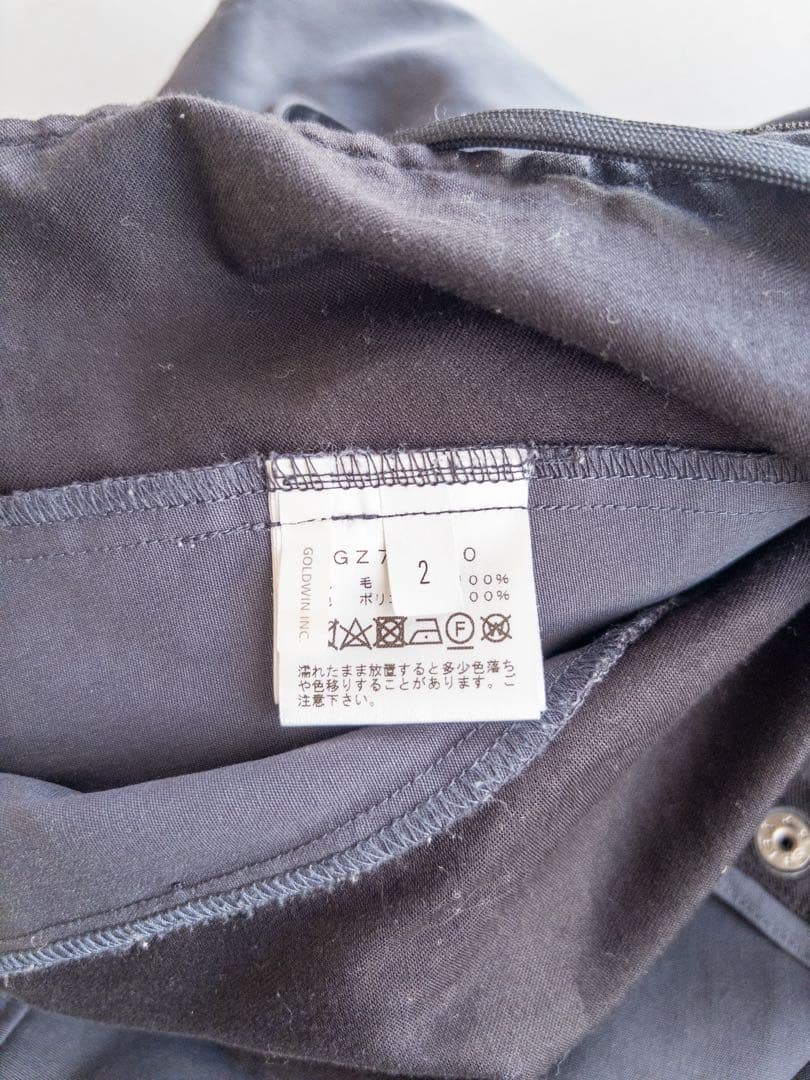 GZ7 0
2
毛 100%
ポリ 00%
GOLDWIN INC.
F
W
濡れたまま放置すると多少色落ち
や色移りすることがあります。ご
注意下さい。